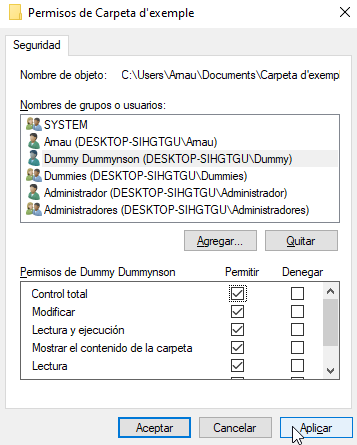 Permisos de Carpeta d'exemple
Seguridad
Nombre de objeto: C:\Users\Arnau\Documents\Carpeta d'exempl
Nombres de grupos o usuarios:
SYSTEM
Arnau (DESKTOP-SIHGTGU\Arnau)
Dummy Dummynson (DESKTOP-SIHGTGU\Dummy)
Dummies (DESKTOP-SIHGTGU\Dummies)
Administrador (DESKTOP-SIHGTGU\Administrador)
Administradores (DESKTOP-SIHGTGU\Administradores)
Agregar... Quitar
Permisos de Dummy Dummynson Permitir Denegar
Control total
Modificar
Lectura y ejecución
Mostrar el contenido de la carpeta
Lectura
Aceptar Cancelar Aplicar